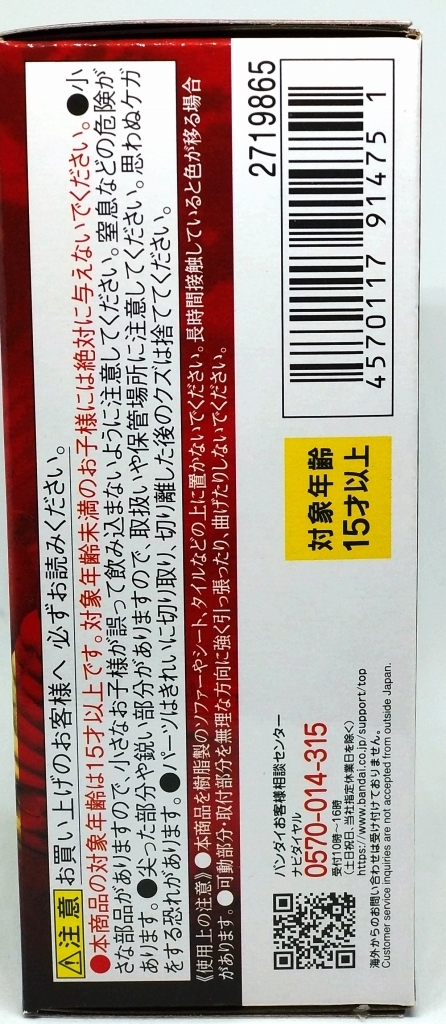 ⚠注意 お買い上げのお客様へ 必ずお読みください。
●本商品の対象年齢は15才以上です。対象年齢未満のお子様には絶対に与えないでください。●小
さな部品がありますので、小さなお子様が誤って飲み込まないように注意してください。窒息などの危険が
あります。●尖った部分や鋭い部分がありますので、取扱いや保管場所に注意してください。思わぬケガ
をする恐れがあります。●パーツはきれいに切り取り、切り離した後のクズは捨ててください。
《使用上の注意》●本商品を樹脂製のソファーやシート、タイルなどの上に置かないでください。長時間接触していると色が移る場合
があります。●可動部分・取付部分を無理な方向に強く引っ張ったり、曲げたりしないでください。
バンダイお客様相談センター
ナビダイヤル
0570-014-315
受付10時～16時
(土日祝日、当社指定休業日を除く)
https://www.bandai.co.jp/support/top
海外からのお問い合わせは受け付けておりません。
Customer service inquiries are not accepted from outside Japan.
対象年齢
15才以上
2719865
4570117 91475 1